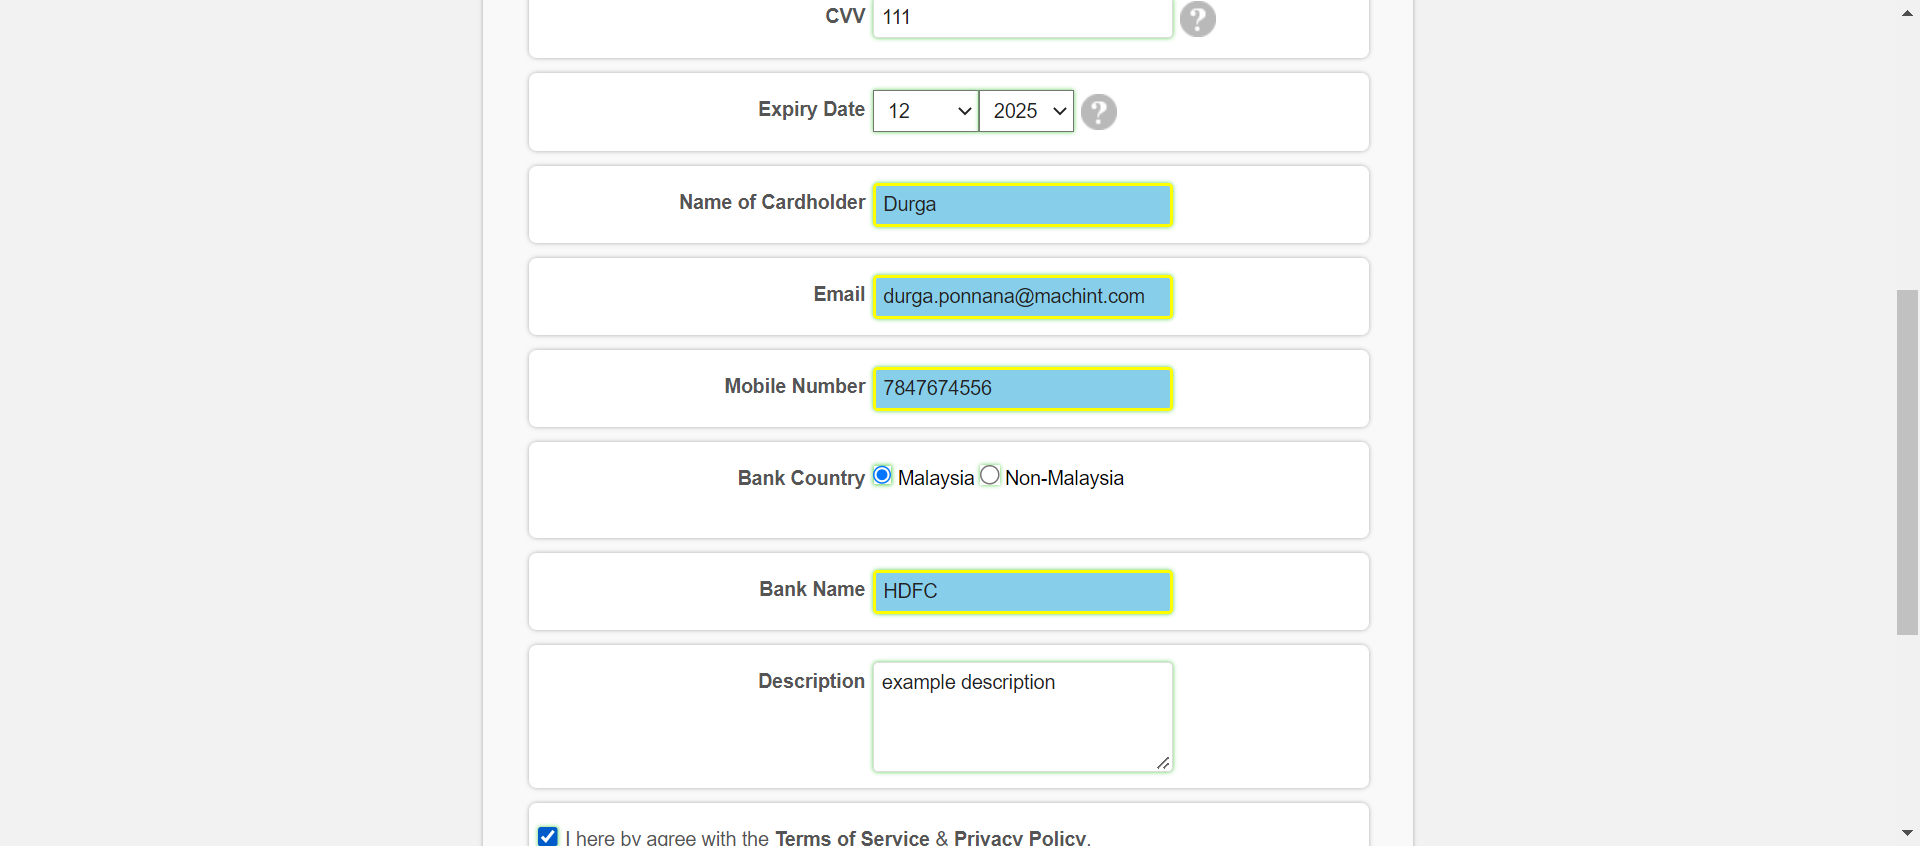 CVV 111 ?
Expiry Date 12 2025 ?
Name of Cardholder Durga
Email durga.ponnana@machint.com
Mobile Number 7847674556
Bank Country Malaysia Non-Malaysia
Bank Name HDFC
Description example description
I here by agree with the Terms of Service & Privacy Policy.